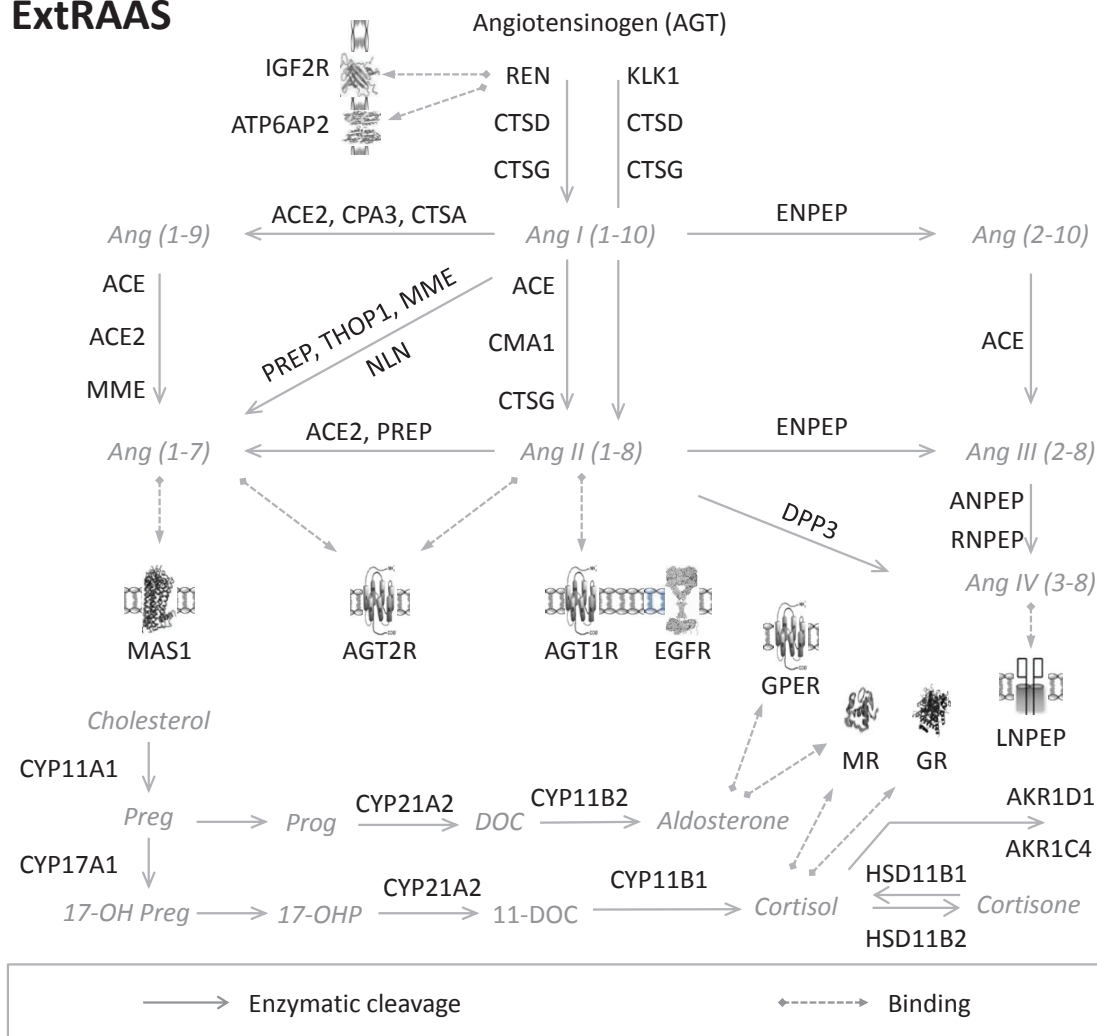 ExtRAAS
Angiotensinogen (AGT)
IGF2R
REN
KLK1
ATP6AP2
CTSD
CTSD
CTSG
CTSG
Ang (1-9)
ACE2, CPA3, CTSA
Ang I (1-10)
ENPEP
Ang (2-10)
ACE
ACE2
MME
PREP, THOP1, MME
NLN
ACE
CMA1
CTSG
ACE
Ang (1-7)
ACE2, PREP
Ang II (1-8)
ENPEP
Ang III (2-8)
ANPEP
RNPEP
DPP3
Ang IV (3-8)
MAS1
AGT2R
AGT1R
EGFR
GPER
MR
GR
LNPEP
Cholesterol
CYP11A1
Preg
Prog
CYP21A2
DOC
CYP11B2
Aldosterone
AKR1D1
AKR1C4
CYP17A1
17-OH Preg
17-OHP
CYP21A2
11-DOC
CYP11B1
Cortisol
HSD11B1
HSD11B2
Cortisone
Enzymatic cleavage
Binding